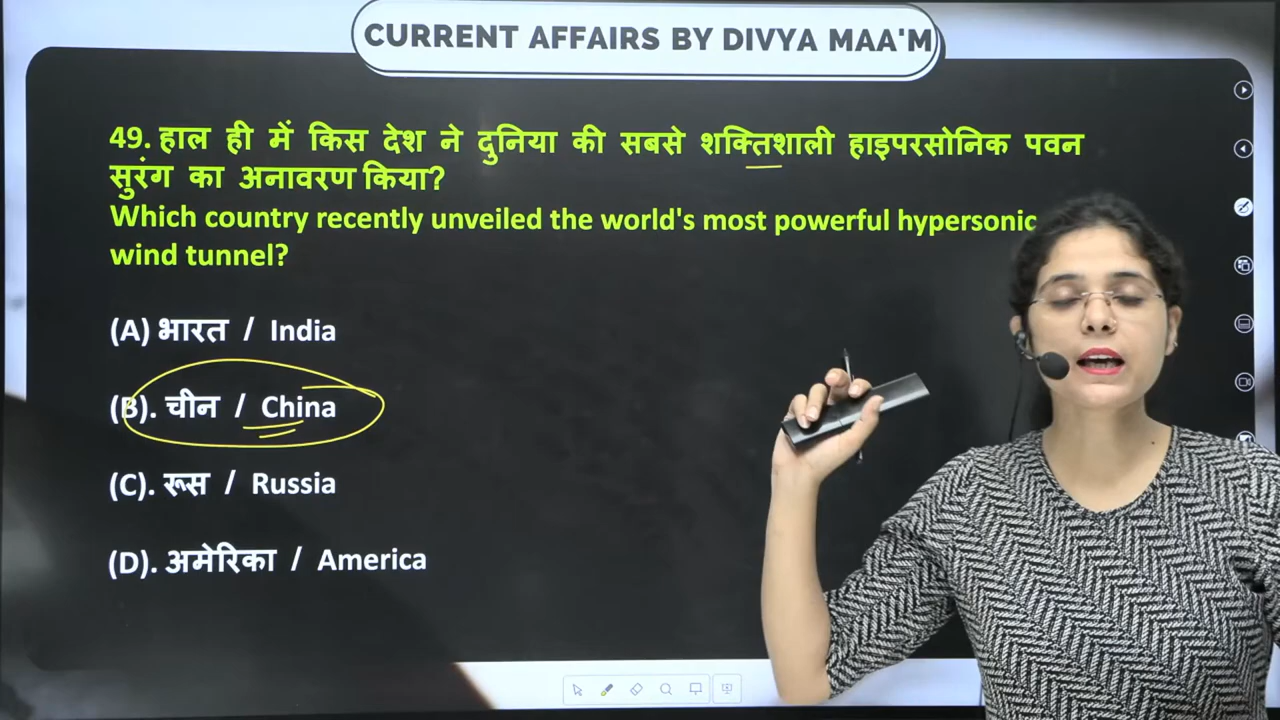 CURRENT AFFAIRS BY DIVYA MAA'M
49. हाल ही में किस देश ने दुनिया की सबसे शक्तिशाली हाइपरसोनिक पवन
सुरंग का अनावरण किया?
Which country recently unveiled the world's most powerful hypersonic
wind tunnel?
(A) भारत / India
(B). चीन / China
(C). रूस / Russia
(D). अमेरिका / America